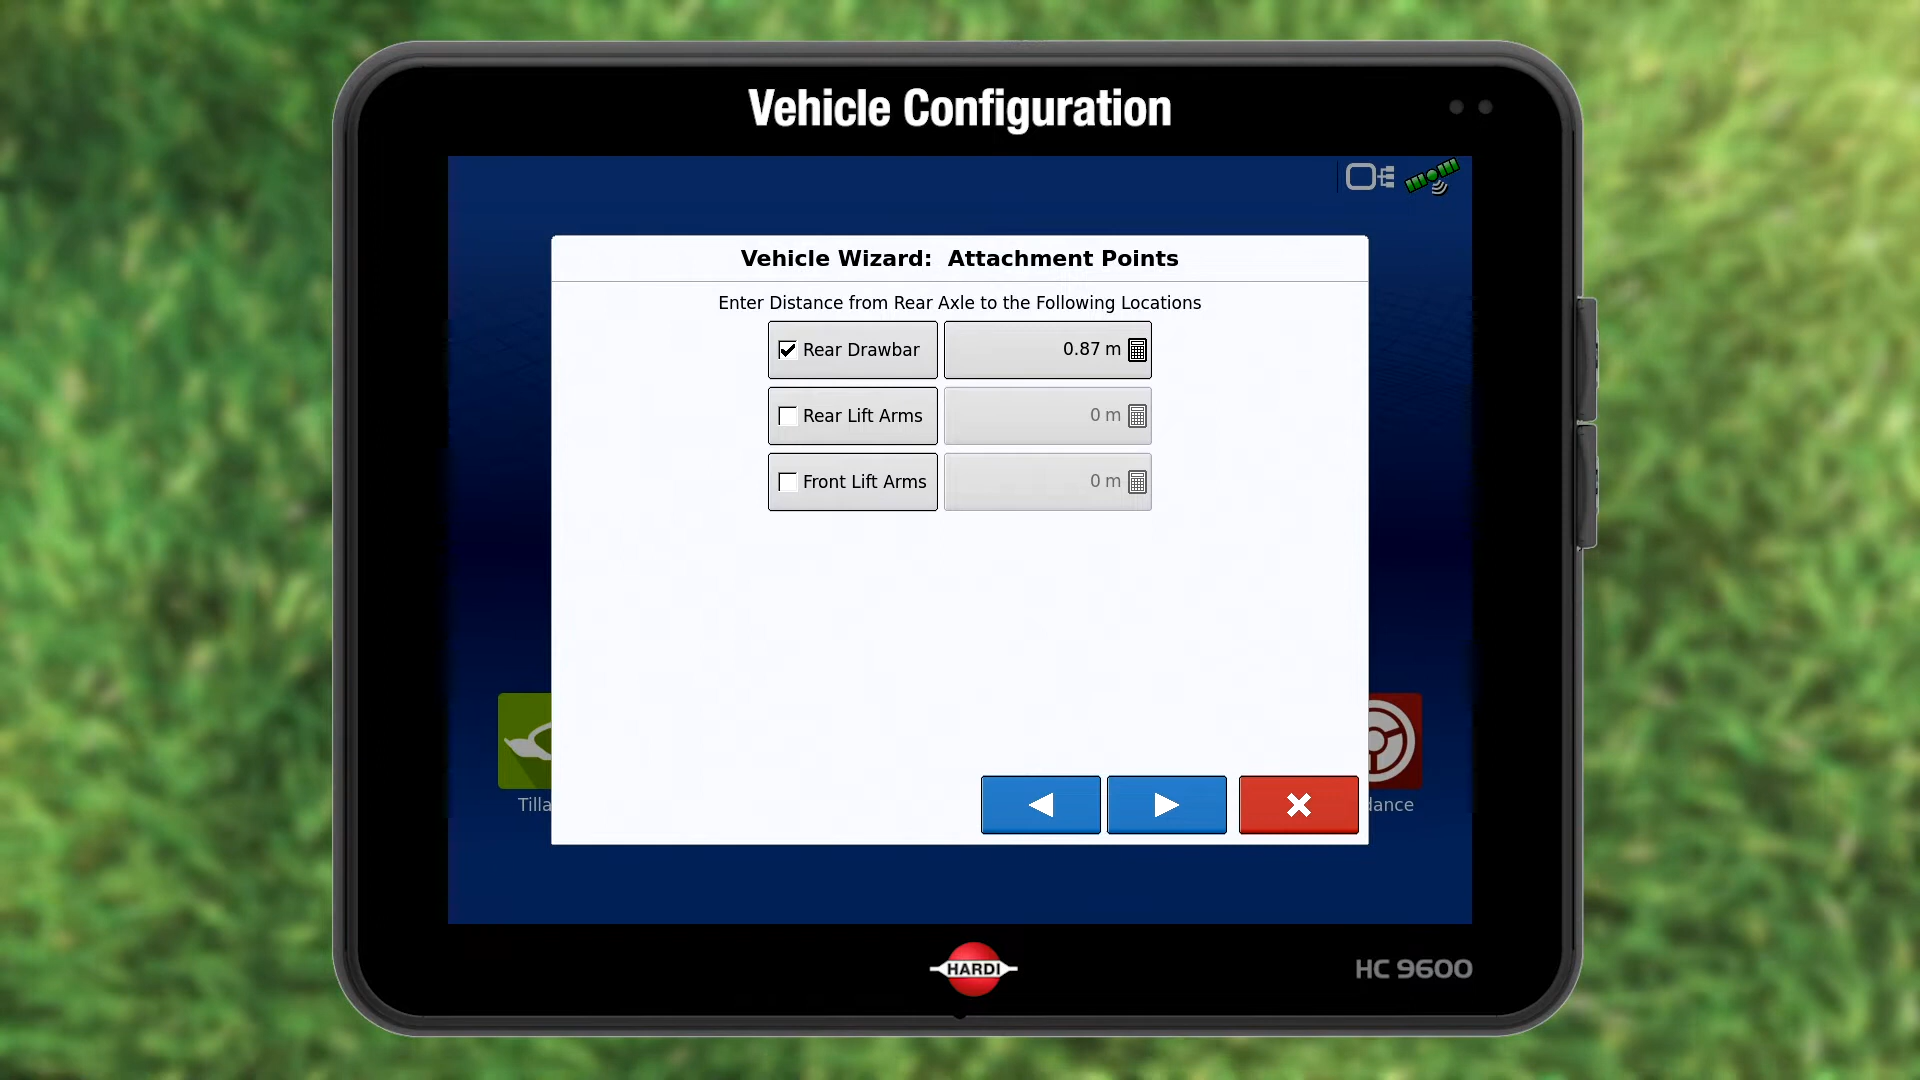 Vehicle Configuration
Vehicle Wizard: Attachment Points
Enter Distance from Rear Axle to the Following Locations
Rear Drawbar 0.87 m
Rear Lift Arms 0 m
Front Lift Arms 0 m
Tilla
dance
HARDI
HC 9600